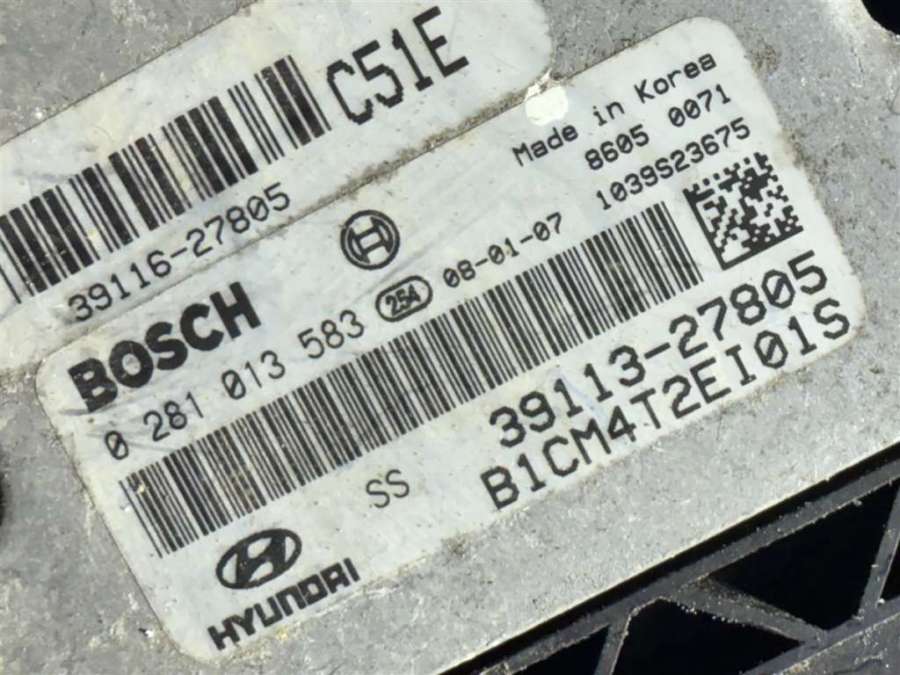 C51E
39116-27805
Made in Korea
8605 0071
1039S23675
BOSCH
0 281 013 583 254 08-01-07
39113-27805
B1CM4T2EI01S
SS
HYUNDAI